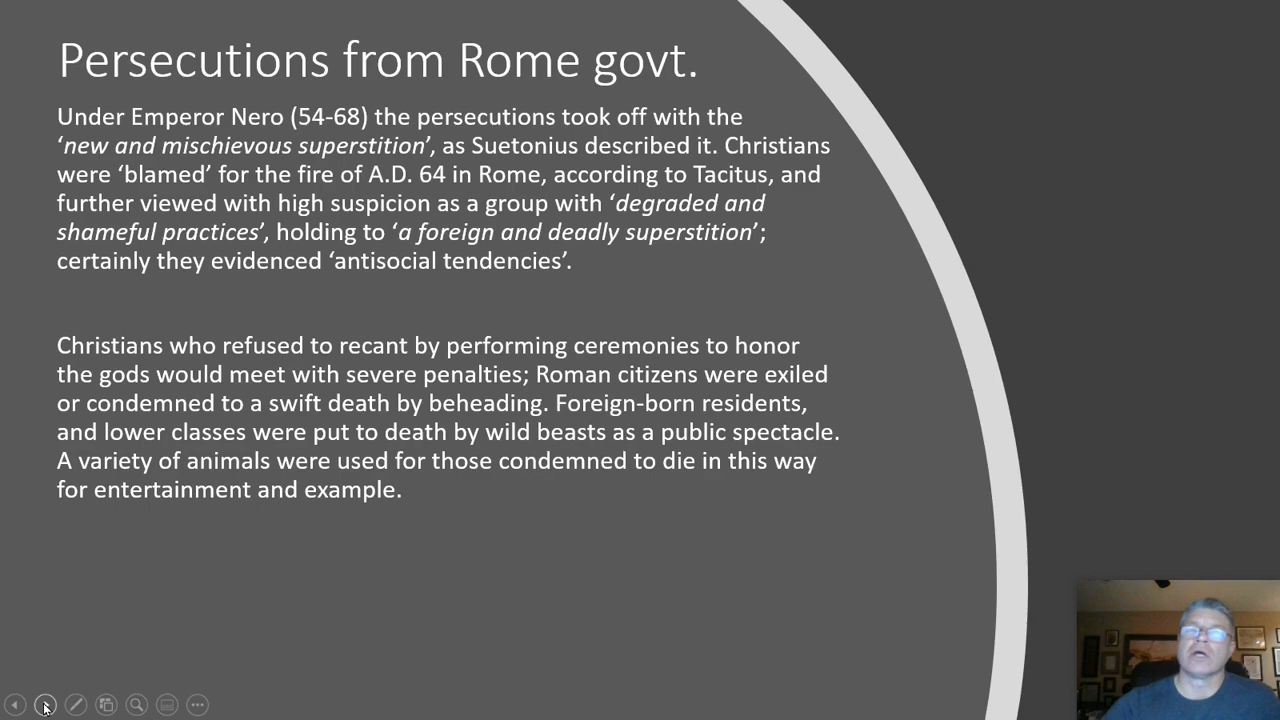 Persecutions from Rome govt.
Under Emperor Nero (54-68) the persecutions took off with the
‘new and mischievous superstition’, as Suetonius described it. Christians
were ‘blamed’ for the fire of A.D. 64 in Rome, according to Tacitus, and
further viewed with high suspicion as a group with ‘degraded and
shameful practices’, holding to ‘a foreign and deadly superstition’;
certainly they evidenced ‘antisocial tendencies’.
Christians who refused to recant by performing ceremonies to honor
the gods would meet with severe penalties; Roman citizens were exiled
or condemned to a swift death by beheading. Foreign-born residents,
and lower classes were put to death by wild beasts as a public spectacle.
A variety of animals were used for those condemned to die in this way
for entertainment and example.